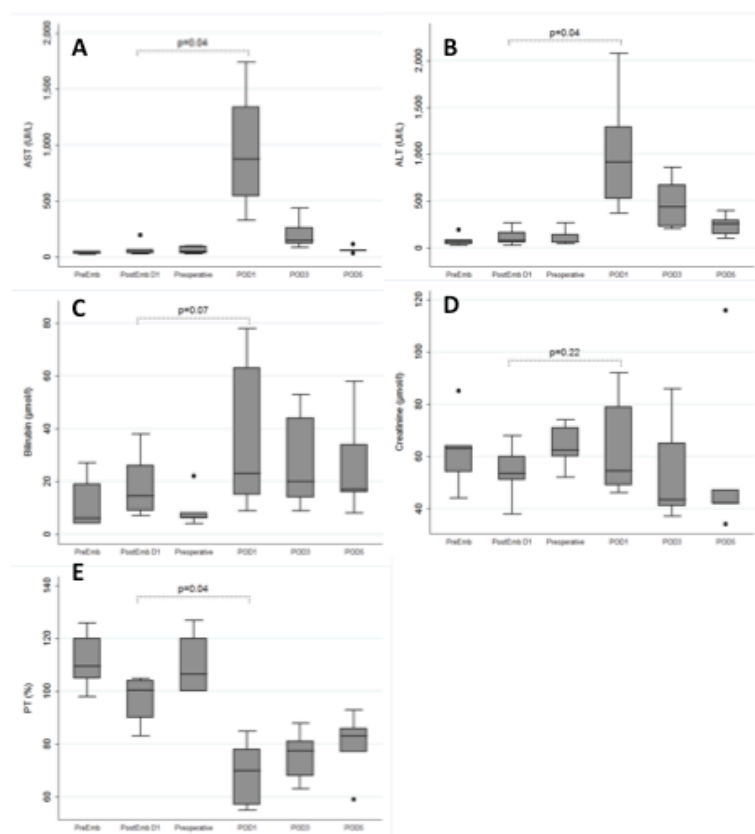 A
AST (UI/L)
2,000
1,500
1,000
500
0
p=0.04
PreEmb PostEmb D1 Preoperative POD1 POD3 POD5
B
ALT (UI/L)
2,000
1,500
1,000
500
0
p=0.04
PreEmb PostEmb D1 Preoperative POD1 POD3 POD5
C
Bilirubin (µmol/l)
80
60
40
20
0
p=0.07
PreEmb PostEmb D1 Preoperative POD1 POD3 POD5
D
Creatinine (µmol/l)
120
100
80
60
40
p=0.22
PreEmb PostEmb D1 Preoperative POD1 POD3 POD5
E
PT (%)
140
120
100
80
60
p=0.04
PreEmb PostEmb D1 Preoperative POD1 POD3 POD5